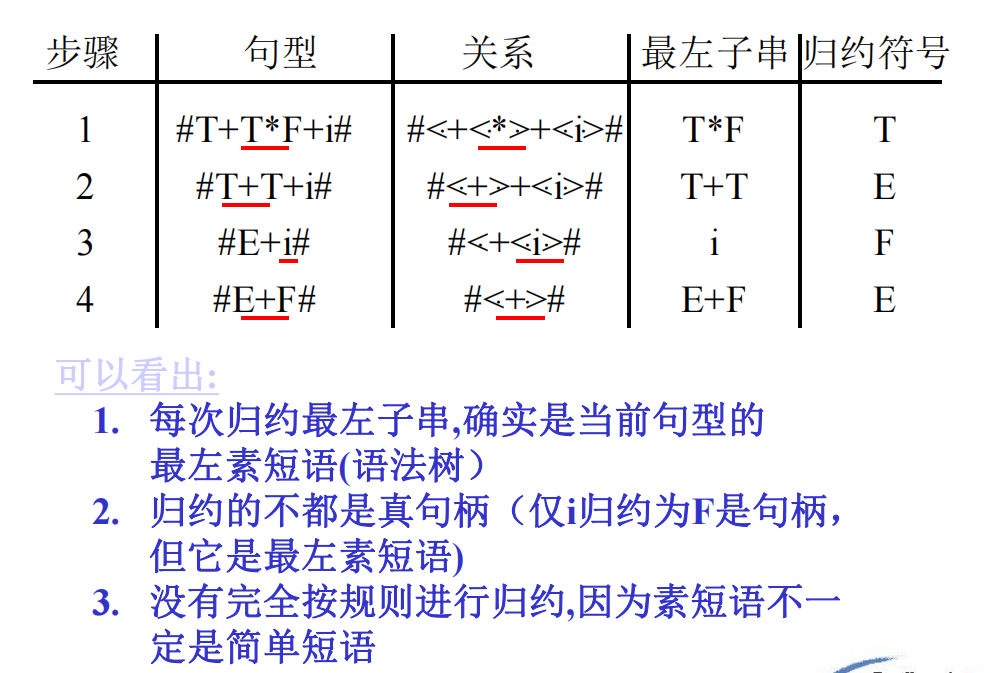 步骤 句型 关系 最左子串 归约符号
1 #T+T*F+i# #<·+<·*·>+<·i·># T*F T
2 #T+T+i# #<·+·>+<·i·># T+T E
3 #E+i# #<·+<·i·># i F
4 #E+F# #<·+·># E+F E
可以看出:
1. 每次归约最左子串,确实是当前句型的
最左素短语(语法树）
2. 归约的不都是真句柄（仅i归约为F是句柄，
但它是最左素短语)
3. 没有完全按规则进行归约,因为素短语不一
定是简单短语